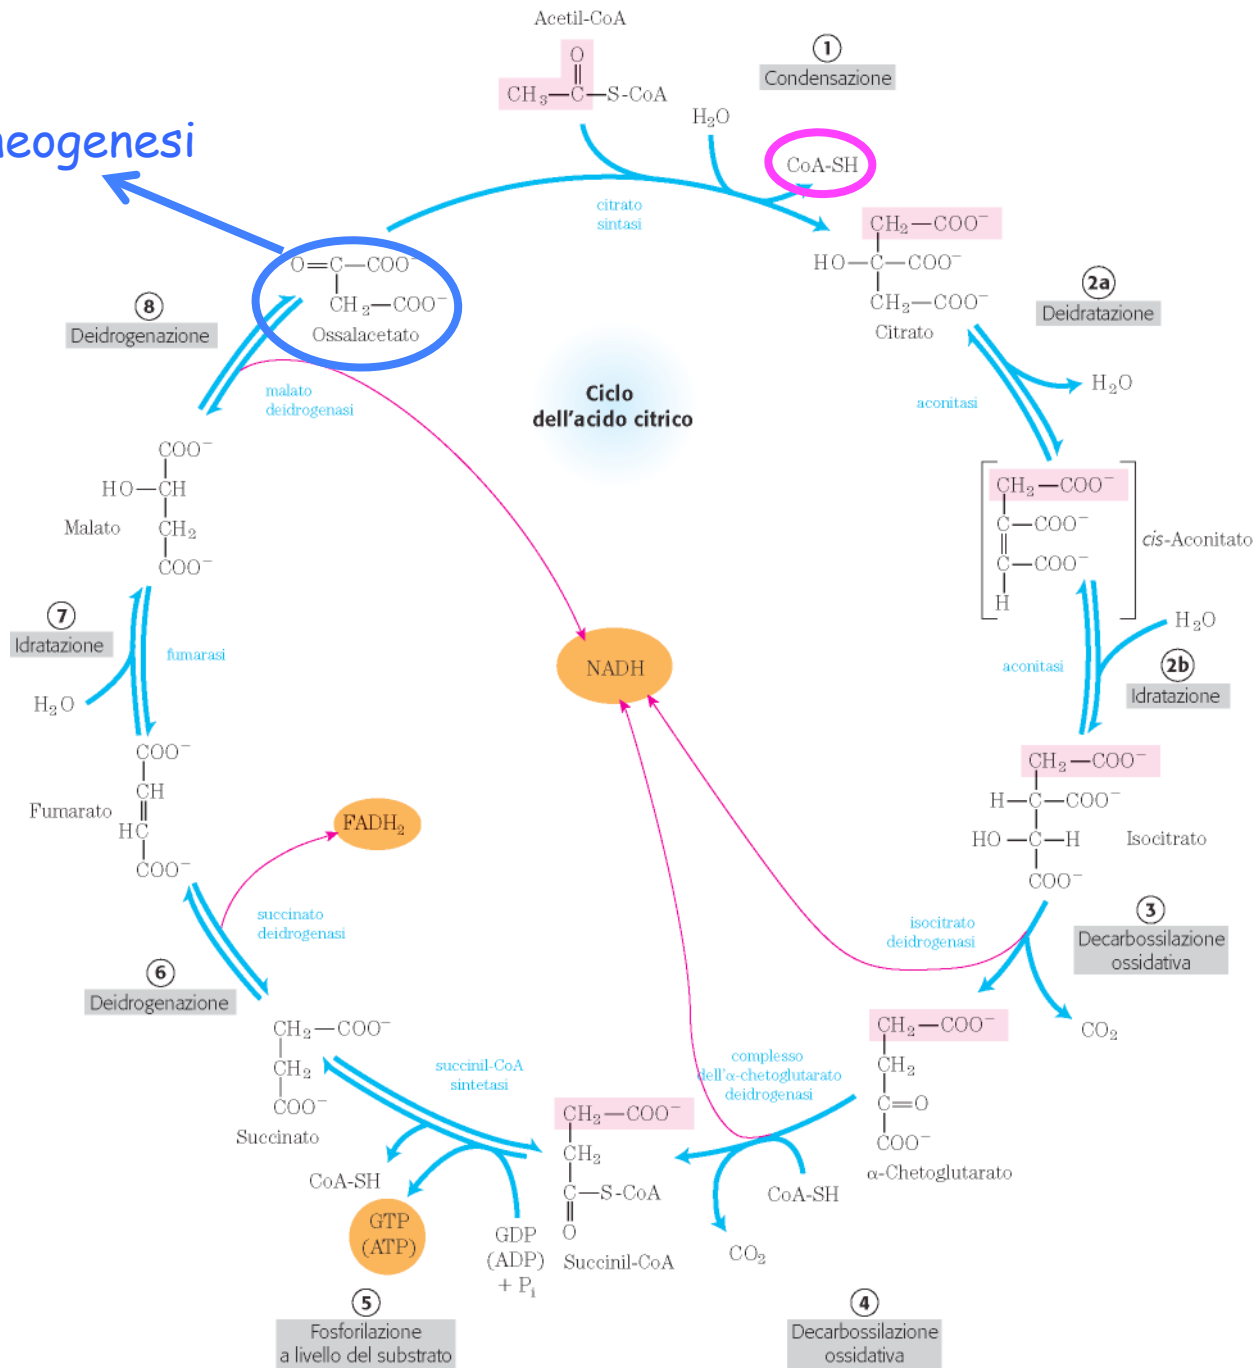 Acetil-CoA
O
CH₃—C—S-CoA
1
Condensazione
H₂O
CoA-SH
citrato
sintasi
neogenesi
O=C—COO⁻
CH₂—COO⁻
Ossalacetato
CH₂—COO⁻
HO—C—COO⁻
CH₂—COO⁻
Citrato
2a
Deidratazione
H₂O
aconitasi
Ciclo
dell'acido citrico
CH₂—COO⁻
C—COO⁻
C—COO⁻
H
cis-Aconitato
H₂O
aconitasi
2b
Idratazione
CH₂—COO⁻
H—C—COO⁻
HO—C—H
COO⁻
Isocitrato
3
Decarbossilazione
ossidativa
isocitrato
deidrogenasi
CO₂
CH₂—COO⁻
CH₂
C=O
COO⁻
α-Chetoglutarato
complesso
dell'α-chetoglutarato
deidrogenasi
CoA-SH
CO₂
4
Decarbossilazione
ossidativa
CH₂—COO⁻
CH₂
C—S-CoA
O
Succinil-CoA
succinil-CoA
sintetasi
GDP
(ADP)
+ Pᵢ
GTP
(ATP)
CoA-SH
5
Fosforilazione
a livello del substrato
CH₂—COO⁻
CH₂
COO⁻
Succinato
6
Deidrogenazione
succinato
deidrogenasi
FADH₂
COO⁻
CH
HC
COO⁻
Fumarato
7
Idratazione
H₂O
fumarasi
COO⁻
HO—CH
CH₂
COO⁻
Malato
8
Deidrogenazione
malato
deidrogenasi
NADH